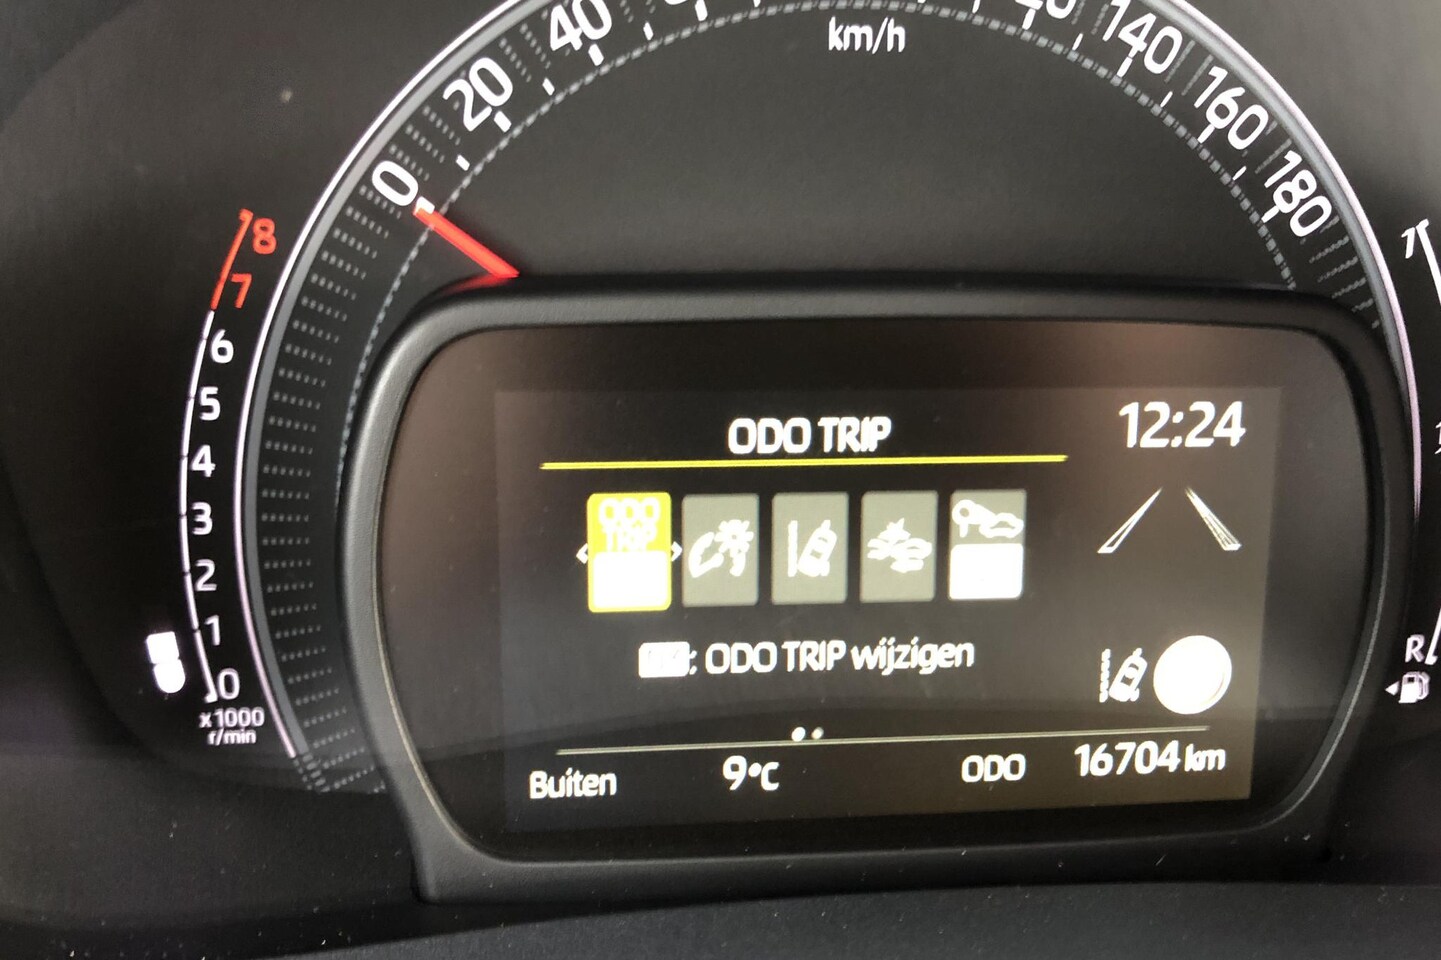 0
20
40
km/h
140
160
180
8
7
6
5
4
3
2
1
0
x1000
r/min
ODO TRIP
12:24
ODO
TRIP
: ODO TRIP wijzigen
Buiten 9°C ODO 16704 km
R